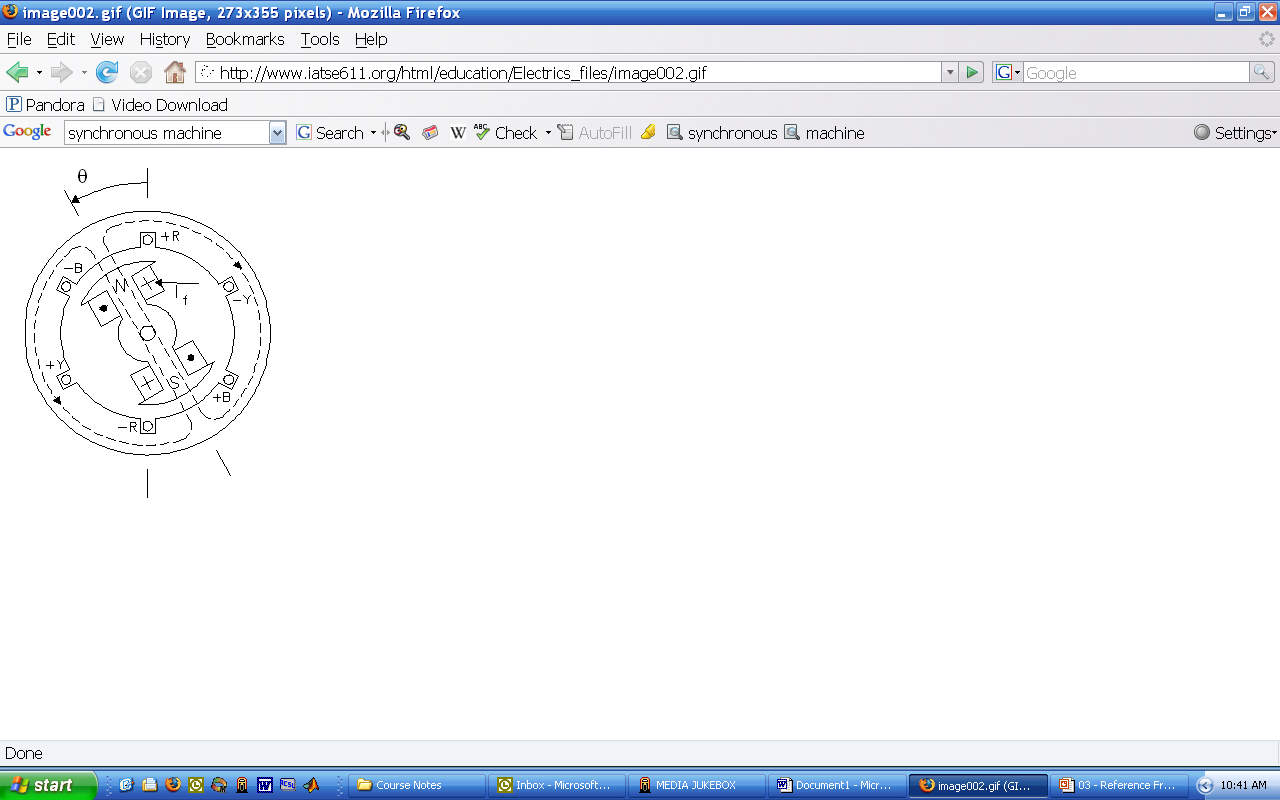 image002.gif (GIF Image, 273x355 pixels) - Mozilla Firefox
File Edit View History Bookmarks Tools Help
http://www.iatse611.org/html/education/Electrics_files/image002.gif G Google
Pandora Video Download
Google synchronous machine G Search W ABC Check AutoFill synchronous machine Settings
θ
+R
-B
N
I f
-Y
+Y
S
+B
-R
Done
start Course Notes Inbox - Microsoft... MEDIA JUKEBOX Document1 - Micr... image002.gif (GI... 03 - Reference Fr... 10:41 AM